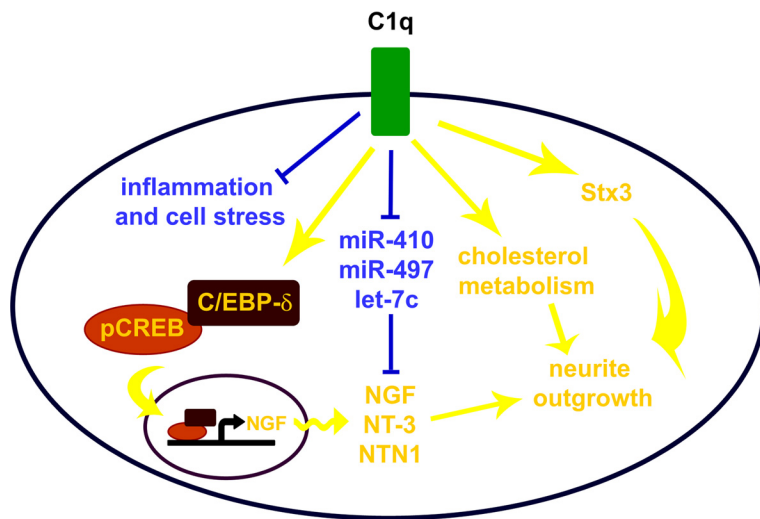 C1q
inflammation
and cell stress
Stx3
miR-410
miR-497
let-7c
cholesterol
metabolism
C/EBP-δ
pCREB
neurite
outgrowth
NGF
NGF
NT-3
NTN1